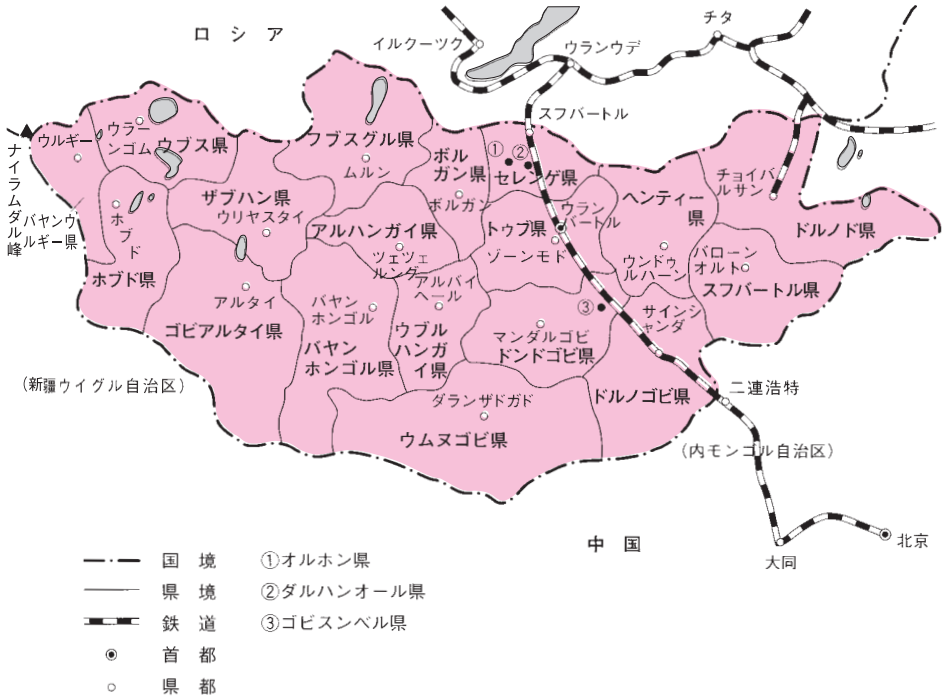 ロシア
イルクーツク
ウランウデ
チタ
スフバートル
ナイラムダル峰
ウルギー
バヤンウ
ルギー県
ウラー
ンゴム
ウブス県
フブスグル県
ムルン
ボル
ガン県
ボルガン
①
②
セレンゲ県
ヘンティー
県
チョイバ
ルサン
ドルノド県
ホブド
ホブド県
ザブハン県
ウリヤスタイ
アルハンガイ県
ツェツェ
ルレグ
トゥブ県
ゾーンモド
ウラン
バートル
ウンドゥ
ルハーン
バローン
オルト
スフバートル県
アルタイ
ゴビアルタイ県
バヤン
ホンゴル
バヤン
ホンゴル県
アルバイ
ヘール
ウブル
ハンガ
イ県
③
マンダルゴビ
ドンドゴビ県
サインシ
ャンダ
ドルノゴビ県
ダランザドガド
ウムヌゴビ県
(新疆ウイグル自治区)
二連浩特
(内モンゴル自治区)
中国
大同
北京
国境
県境
鉄道
首都
県都
①オルホン県
②ダルハンオール県
③ゴビスンベル県